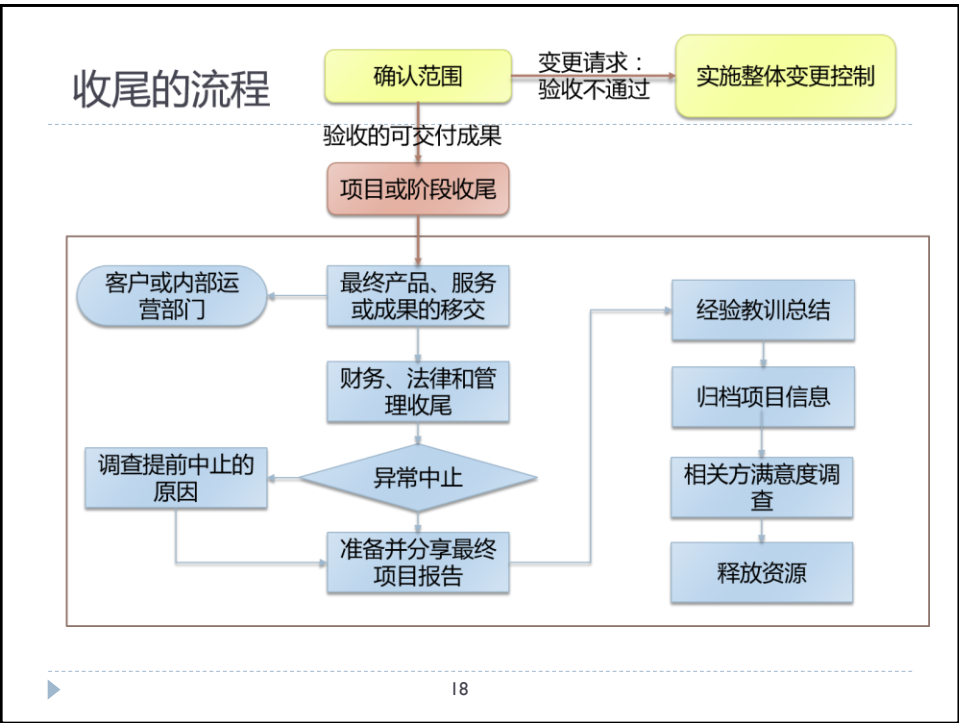 收尾的流程
确认范围
变更请求：
验收不通过
实施整体变更控制
验收的可交付成果
项目或阶段收尾
客户或内部运
营部门
最终产品、服务
或成果的移交
财务、法律和管
理收尾
异常中止
调查提前中止的
原因
准备并分享最终
项目报告
经验教训总结
归档项目信息
相关方满意度调
查
释放资源
18